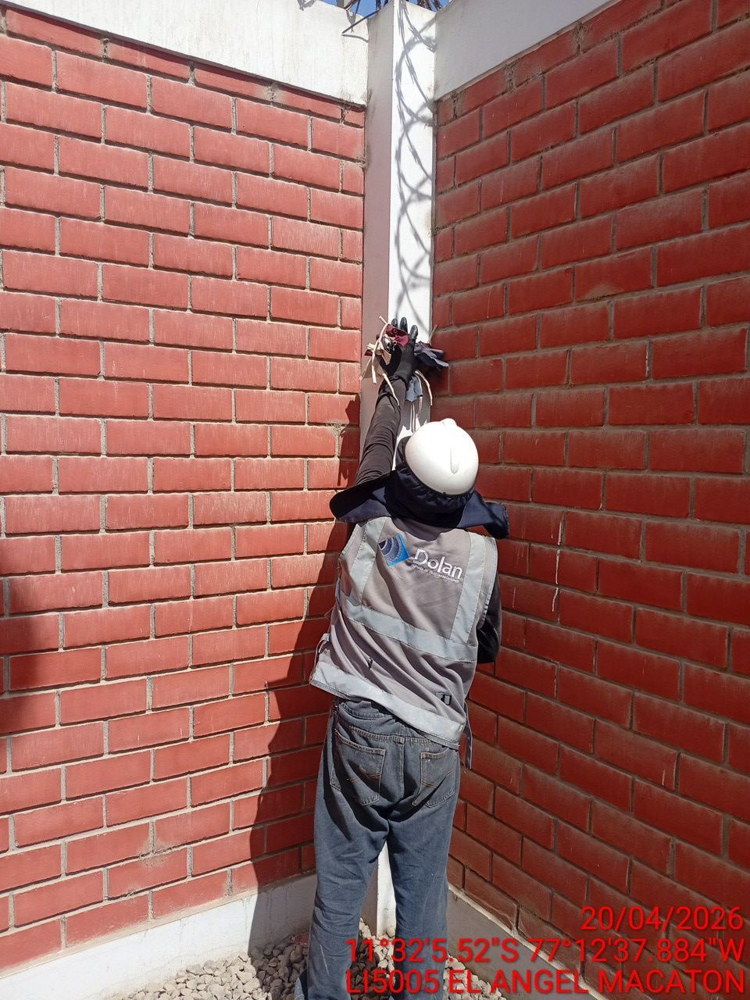 Dolan
20/04/2026
11°32'5.52"S 77°12'37.884"W
LI5005 EL ANGEL MACATON